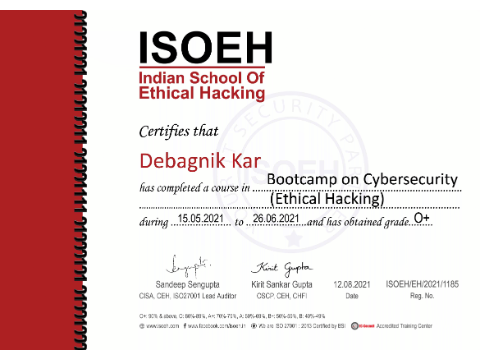 ISOEH
Indian School Of
Ethical Hacking
Certifies that
Debagnik Kar
has completed a course in Bootcamp on Cybersecurity
(Ethical Hacking)
during 15.05.2021 to 26.06.2021 and has obtained grade O+
Sandeep Sengupta Kirit Sankar Gupta 12.08.2021 ISOEH/EH/2021/1185
CISA, CEH, ISO27001 Lead Auditor OSCP, CEH, CHFI Date Reg. No.
O+: 90% & above, O: 80%-89%, A+: 70%-79%, A: 60%-69%, B+: 50%-59%, B: 40%-49%
www.isoeh.com www.facebook.com/isoeh.in We are ISO 27001 : 2013 Certified by BSI Accredited Training Center